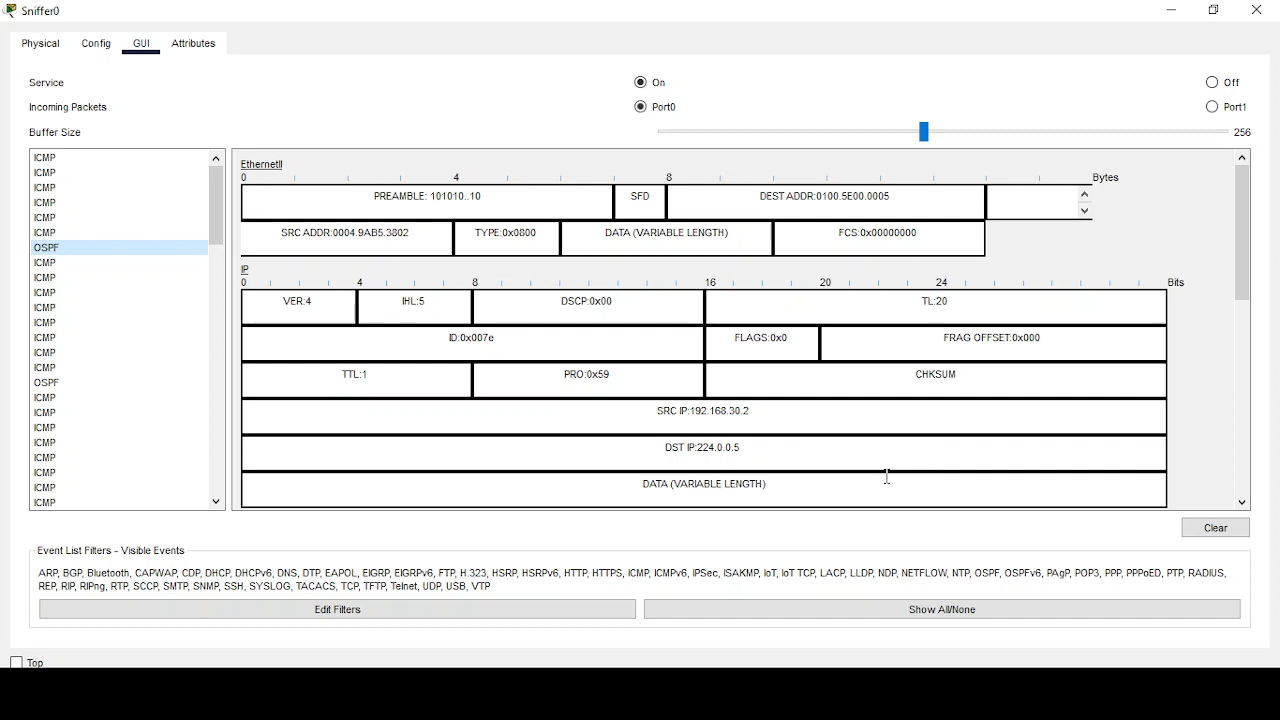 Sniffer0
Physical Config GUI Attributes
Service On Off
Incoming Packets Port0 Port1
Buffer Size 256
ICMP
ICMP
ICMP
ICMP
ICMP
ICMP
OSPF
ICMP
ICMP
ICMP
ICMP
ICMP
ICMP
ICMP
ICMP
OSPF
ICMP
ICMP
ICMP
ICMP
ICMP
ICMP
ICMP
ICMP
EthernetII
0 4 8 Bytes
PREAMBLE: 101010..10 SFD DEST ADDR:0100.5E00.0005
SRC ADDR:0004.9AB5.3802 TYPE:0x0800 DATA (VARIABLE LENGTH) FCS:0x00000000
IP
0 4 8 16 20 24 Bits
VER:4 IHL:5 DSCP:0x00 TL:20
ID:0x007e FLAGS:0x0 FRAG OFFSET:0x000
TTL:1 PRO:0x59 CHKSUM
SRC IP:192.168.30.2
DST IP:224.0.0.5
DATA (VARIABLE LENGTH)
Clear
Event List Filters - Visible Events
ARP, BGP, Bluetooth, CAPWAP, CDP, DHCP, DHCPv6, DNS, DTP, EAPOL, EIGRP, EIGRPv6, FTP, H.323, HSRP, HSRPv6, HTTP, HTTPS, ICMP, ICMPv6, IPSec, ISAKMP, IoT, IoT TCP, LACP, LLDP, NDP, NETFLOW, NTP, OSPF, OSPFv6, PAgP, POP3, PPP, PPPoED, PTP, RADIUS,
REP, RIP, RIPng, RTP, SCCP, SMTP, SNMP, SSH, SYSLOG, TACACS, TCP, TFTP, Telnet, UDP, USB, VTP
Edit Filters Show All/None
Top